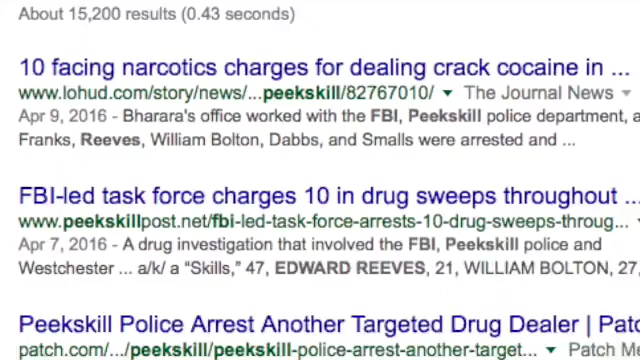 About 15,200 results (0.43 seconds)
10 facing narcotics charges for dealing crack cocaine in ...
www.lohud.com/story/news/...peekskill/82767010/ The Journal News
Apr 9, 2016 - Bharara's office worked with the FBI, Peekskill police department, a
Franks, Reeves, William Bolton, Dabbs, and Smalls were arrested and ...
FBI-led task force charges 10 in drug sweeps throughout ...
www.peekskillpost.net/fbi-led-task-force-arrests-10-drug-sweeps-throug...
Apr 7, 2016 - A drug investigation that involved the FBI, Peekskill police and
Westchester ... a/k/ a “Skills,” 47, EDWARD REEVES, 21, WILLIAM BOLTON, 27,
Peekskill Police Arrest Another Targeted Drug Dealer | Patc
patch.com/.../peekskill/peekskill-police-arrest-another-target... Patch Me